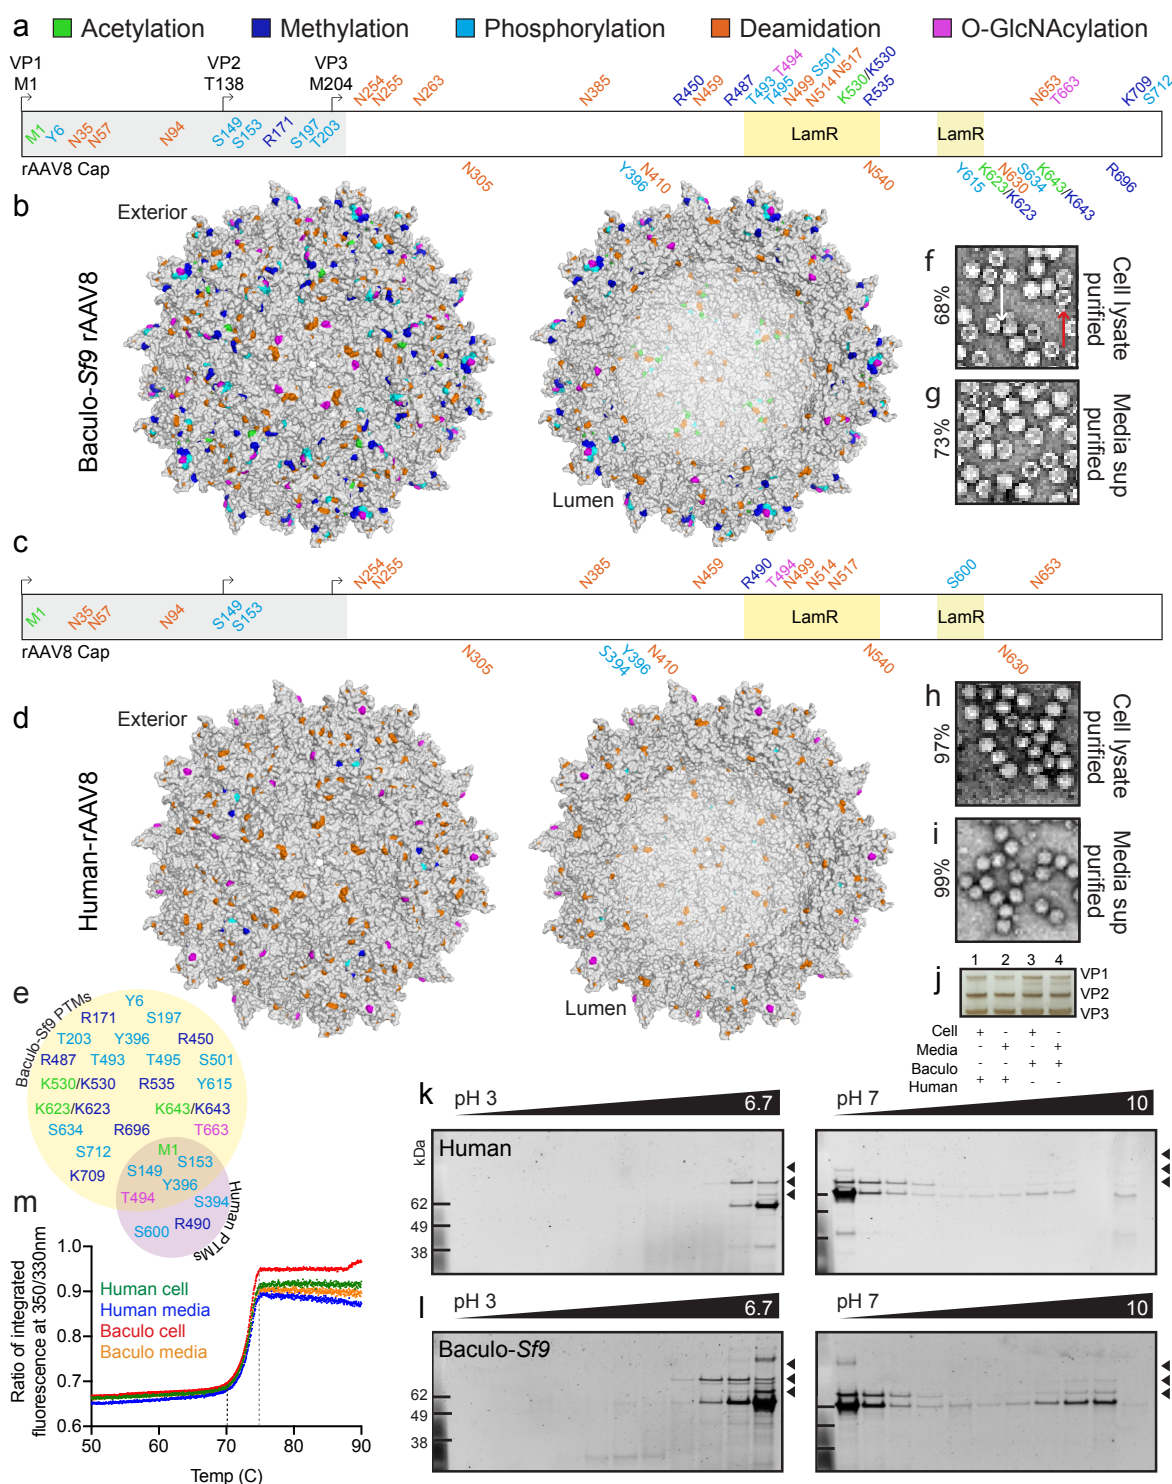 a
Acetylation Methylation Phosphorylation Deamidation O-GlcNAcylation
VP1 VP2 VP3
M1 T138 M204
N254 N255 N263 N385 R450 N459 R487 T493 T494 T495 N499 S501 N514 N517 K530/K530 R535 N653 T663 K709 S712
M1 Y6 N35 N57 N94 S149 S153 R171 S197 T203 LamR LamR
rAAV8 Cap
N305 Y396 N410 N540 Y615 K623/K623 N630 S634 K643/K643 R696
b
Exterior
Lumen
Baculo-Sf9 rAAV8
f
68%
Cell lysate
purified
g
73%
Media sup
purified
c
N254 N255 N385 N459 R490 T494 N499 N514 N517 S600 N653
M1 N35 N57 N94 S149 S153 LamR LamR
rAAV8 Cap
N305 S394 Y396 N410 N540 N630
d
Exterior
Lumen
Human-rAAV8
h
97%
Cell lysate
purified
i
99%
Media sup
purified
e
Baculo-Sf9 PTMs
Y6
R171 S197
T203 Y396 R450
R487 T493 T495 S501
K530/K530 R535 Y615
K623/K623 K643/K643
S634 R696 T663
S712 M1
K709 S149 S153
Y396
T494 S394
S600 R490
Human PTMs
j
1 2 3 4
VP1
VP2
VP3
Cell + - + -
Media - + - +
Baculo - - + +
Human + + - -
k
pH 3 6.7
pH 7 10
kDa
Human
62
49
38
l
pH 3 6.7
pH 7 10
Baculo-Sf9
62
49
38
m
Ratio of integrated
fluorescence at 350/330nm
1.0
0.9
0.8
0.7
0.6
Human cell
Human media
Baculo cell
Baculo media
50 60 70 80 90
Temp (C)